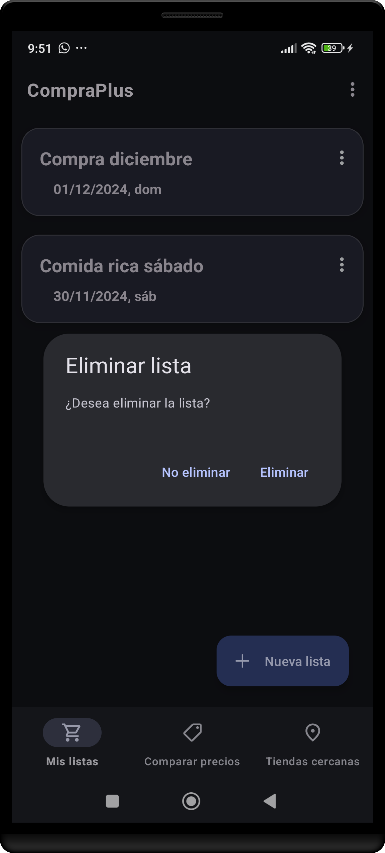 9:51
39
CompraPlus
Compra diciembre
01/12/2024, dom
Comida rica sábado
30/11/2024, sáb
Eliminar lista
¿Desea eliminar la lista?
No eliminar Eliminar
Nueva lista
Mis listas Comparar precios Tiendas cercanas